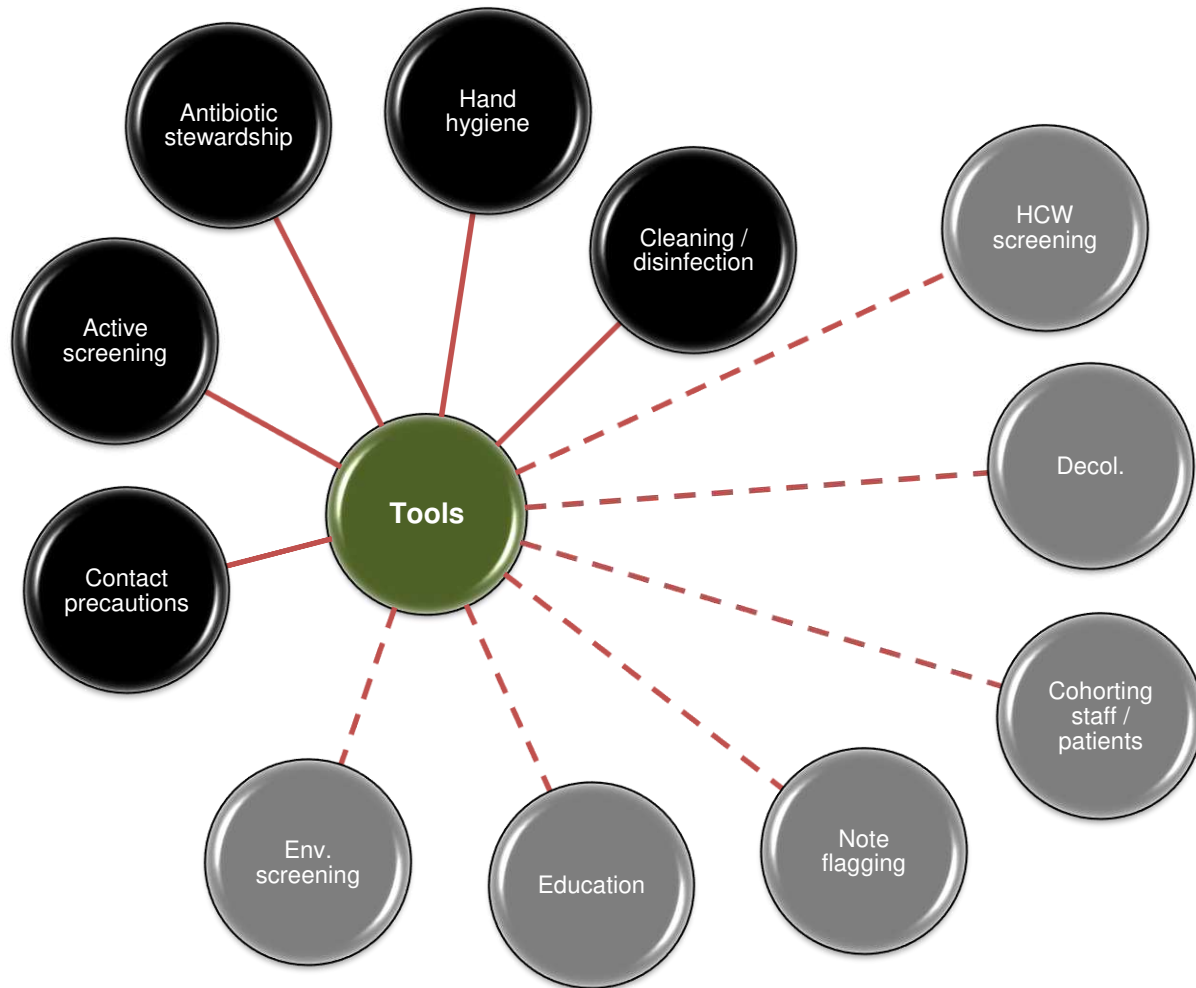 Antibiotic
stewardship
Hand
hygiene
Cleaning /
disinfection
HCW
screening
Active
screening
Decol.
Tools
Contact
precautions
Cohorting
staff /
patients
Env.
screening
Education
Note
flagging